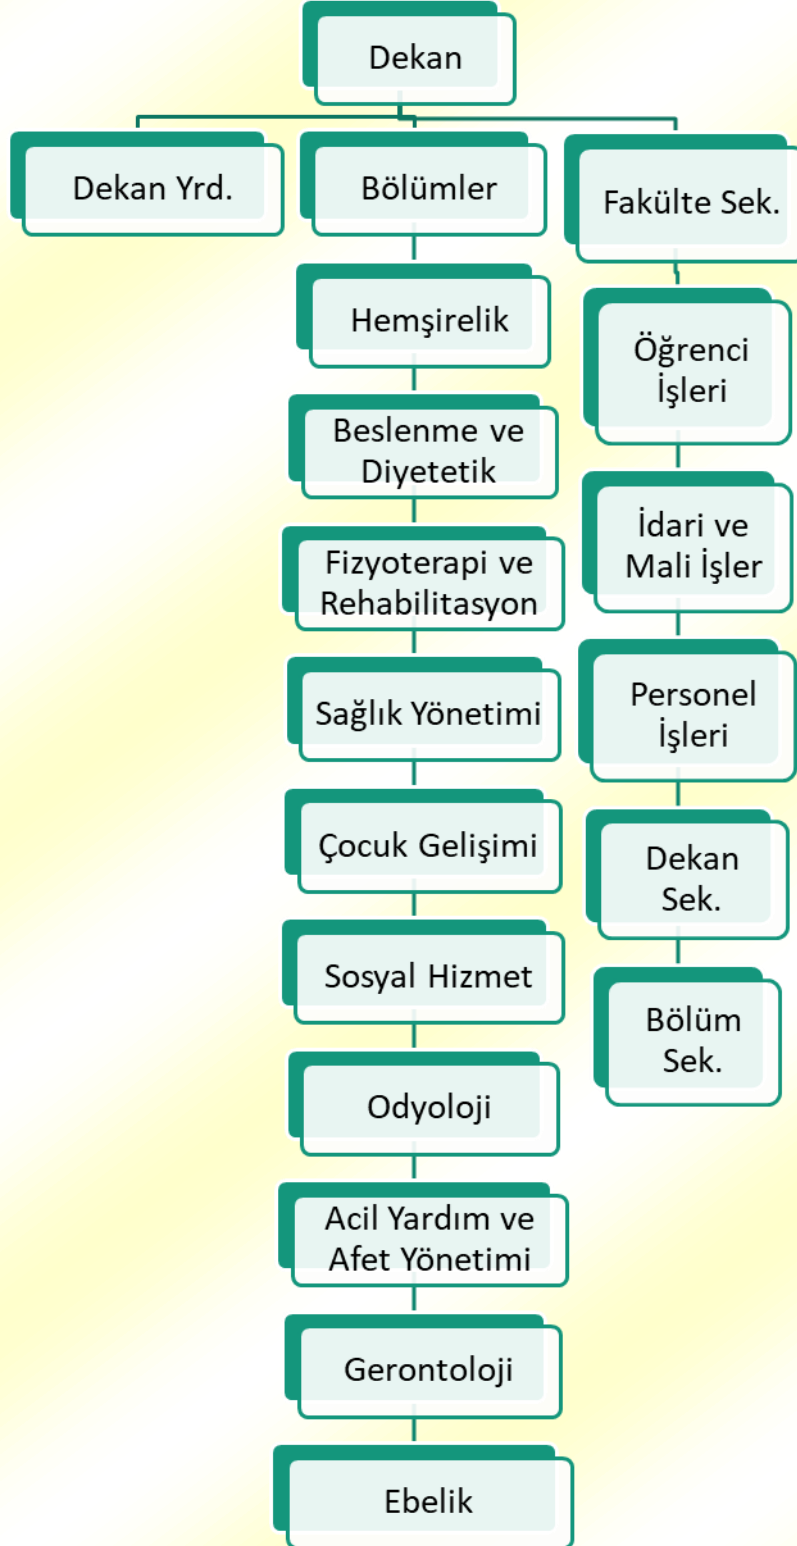 Dekan
Dekan Yrd.
Bölümler
Fakülte Sek.
Hemşirelik
Beslenme ve
Diyetetik
Fizyoterapi ve
Rehabilitasyon
Sağlık Yönetimi
Çocuk Gelişimi
Sosyal Hizmet
Odyoloji
Acil Yardım ve
Afet Yönetimi
Gerontoloji
Ebelik
Öğrenci
İşleri
İdari ve
Mali İşler
Personel
İşleri
Dekan
Sek.
Bölüm
Sek.